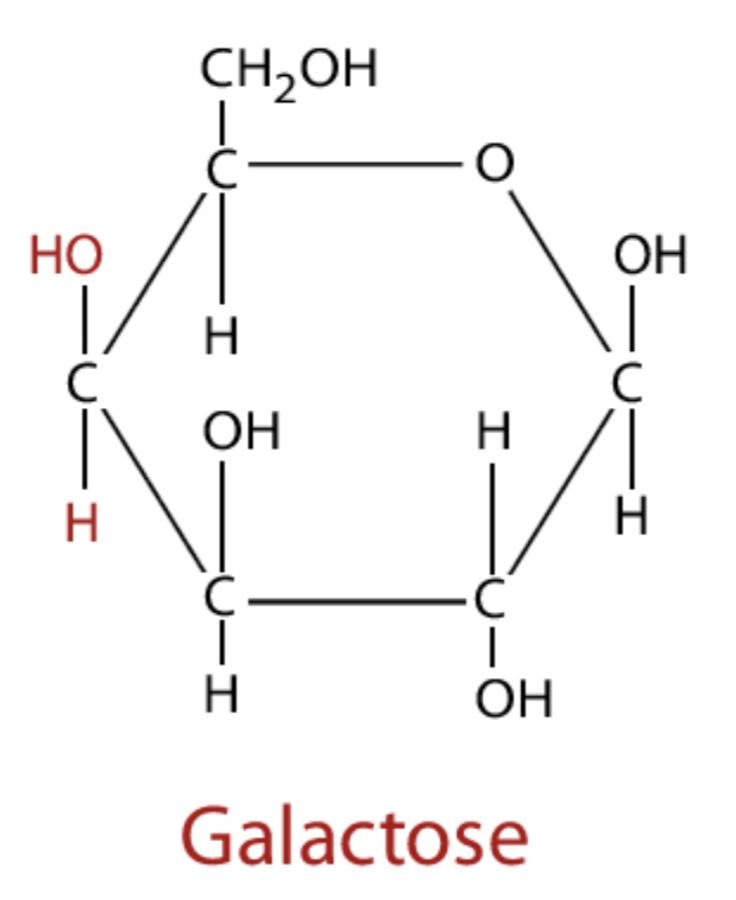 CH₂OH
C O
HO OH
H
C C
OH H
H H
C C
H OH
Galactose